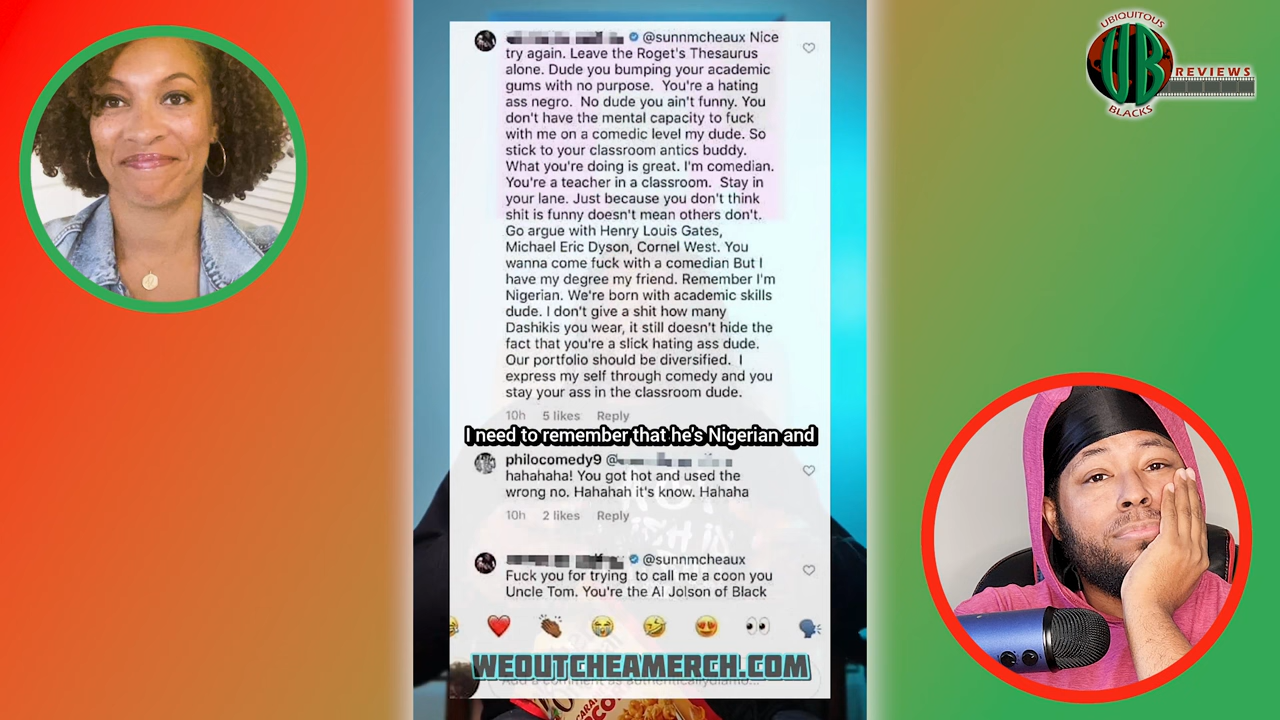 UBIQUITOUS
UB
REVIEWS
BLACKS
@sunnmcheaux Nice
try again. Leave the Roget's Thesaurus
alone. Dude you bumping your academic
gums with no purpose. You're a hating
ass negro. No dude you ain't funny. You
don't have the mental capacity to fuck
with me on a comedic level my dude. So
stick to your classroom antics buddy.
What you're doing is great. I'm comedian.
You're a teacher in a classroom. Stay in
your lane. Just because you don't think
shit is funny doesn't mean others don't.
Go argue with Henry Louis Gates,
Michael Eric Dyson, Cornel West. You
wanna come fuck with a comedian But I
have my degree my friend. Remember I'm
Nigerian. We're born with academic skills
dude. I don't give a shit how many
Dashikis you wear, it still doesn't hide the
fact that you're a slick hating ass dude.
Our portfolio should be diversified. I
express my self through comedy and you
stay your ass in the classroom dude.
10h 5 likes Reply
I need to remember that he's Nigerian and
philocomedy9 @
hahahaha! You got hot and used the
wrong no. Hahahah it's know. Hahaha
10h 2 likes Reply
@sunnmcheaux
Fuck you for trying to call me a coon you
Uncle Tom. You're the Al Jolson of Black
WEOUTCHEAMERCH.COM
Add a comment as